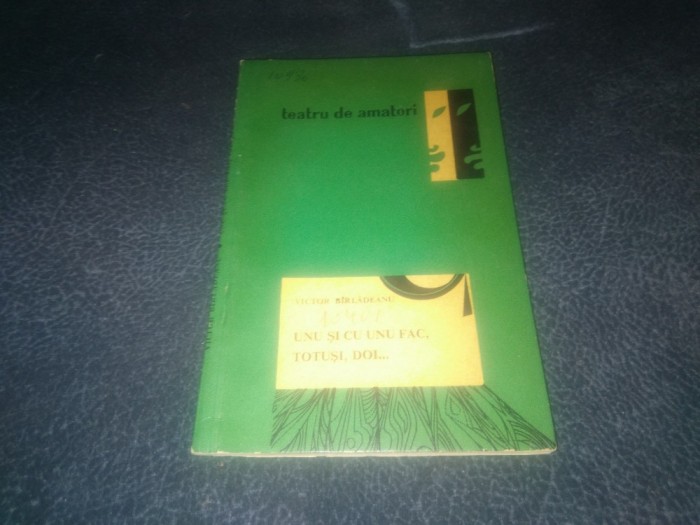 teatru de amatori
VICTOR BÎRLĂDEANU
UNU ȘI CU UNU FAC,
TOTUȘI, DOI...